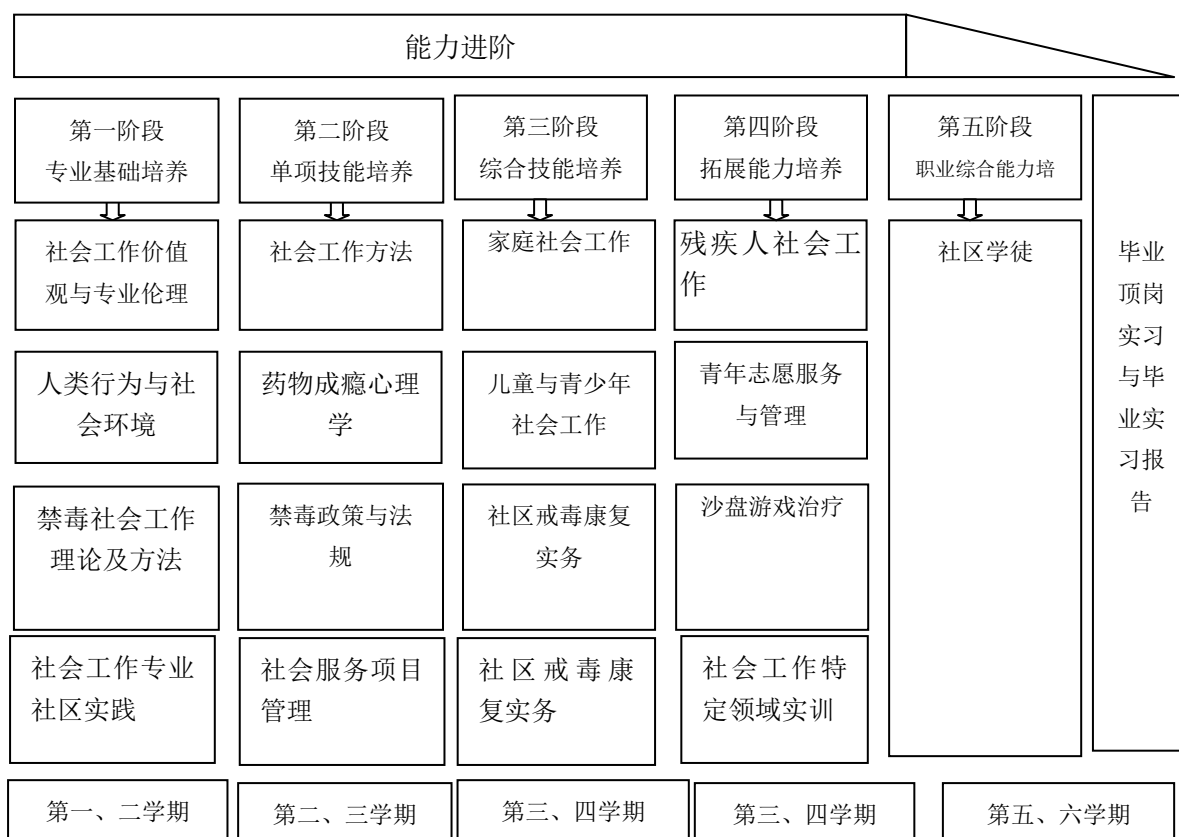 能力进阶
第一阶段
专业基础培养
第二阶段
单项技能培养
第三阶段
综合技能培养
第四阶段
拓展能力培养
第五阶段
职业综合能力培
社会工作价值
观与专业伦理
社会工作方法
家庭社会工作
残疾人社会工
作
社区学徒
毕业
顶岗
实习
与毕
业实
习报
告
人类行为与社
会环境
药物成瘾心理
学
儿童与青少年
社会工作
青年志愿服务
与管理
禁毒社会工作
理论及方法
禁毒政策与法
规
社区戒毒康复
实务
沙盘游戏治疗
社会工作专业
社区实践
社会服务项目
管理
社区戒毒康
复实务
社会工作特
定领域实训
第一、二学期
第二、三学期
第三、四学期
第三、四学期
第五、六学期